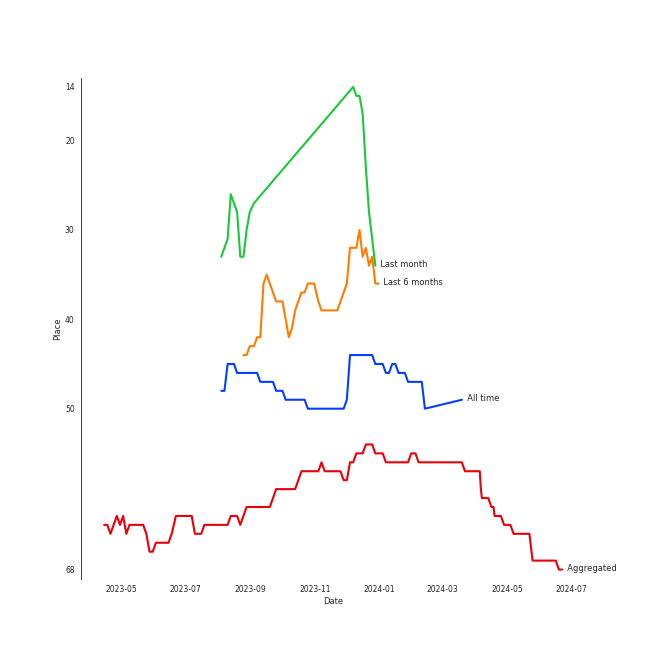 14
20
30
Last month
Last 6 months
40
Place
All time
50
68
Aggregated
2023-05 2023-07 2023-09 2023-11 2024-01 2024-03 2024-05 2024-07
Date